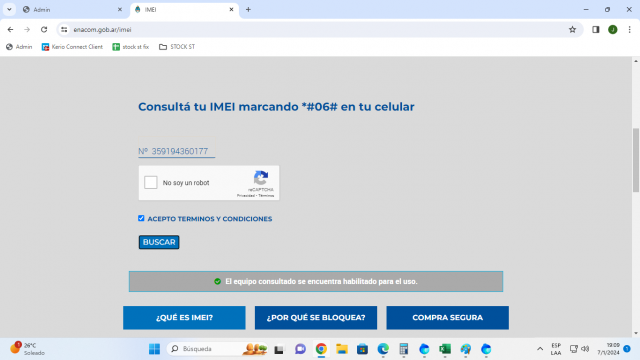 Admin
IMEI
enacom.gob.ar/imei
J
Admin
Kerio Connect Client
stock st fix
STOCK ST
Consultá tu IMEI marcando *#06# en tu celular
Nº 359194360177
No soy un robot
reCAPTCHA
Privacidad - Términos
ACEPTO TERMINOS Y CONDICIONES
BUSCAR
El equipo consultado se encuentra habilitado para el uso.
¿QUÉ ES IMEI?
¿POR QUÉ SE BLOQUEA?
COMPRA SEGURA
26°C
Soleado
Búsqueda
ESP
LAA
19:09
7/1/2024